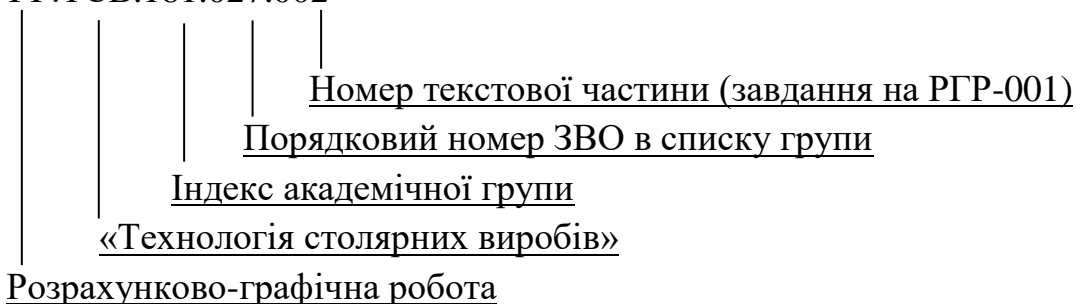 Номер текстової частини (завдання на РГР-001)
Порядковий номер ЗВО в списку групи
Індекс академічної групи
«Технологія столярних виробів»
Розрахунково-графічна робота